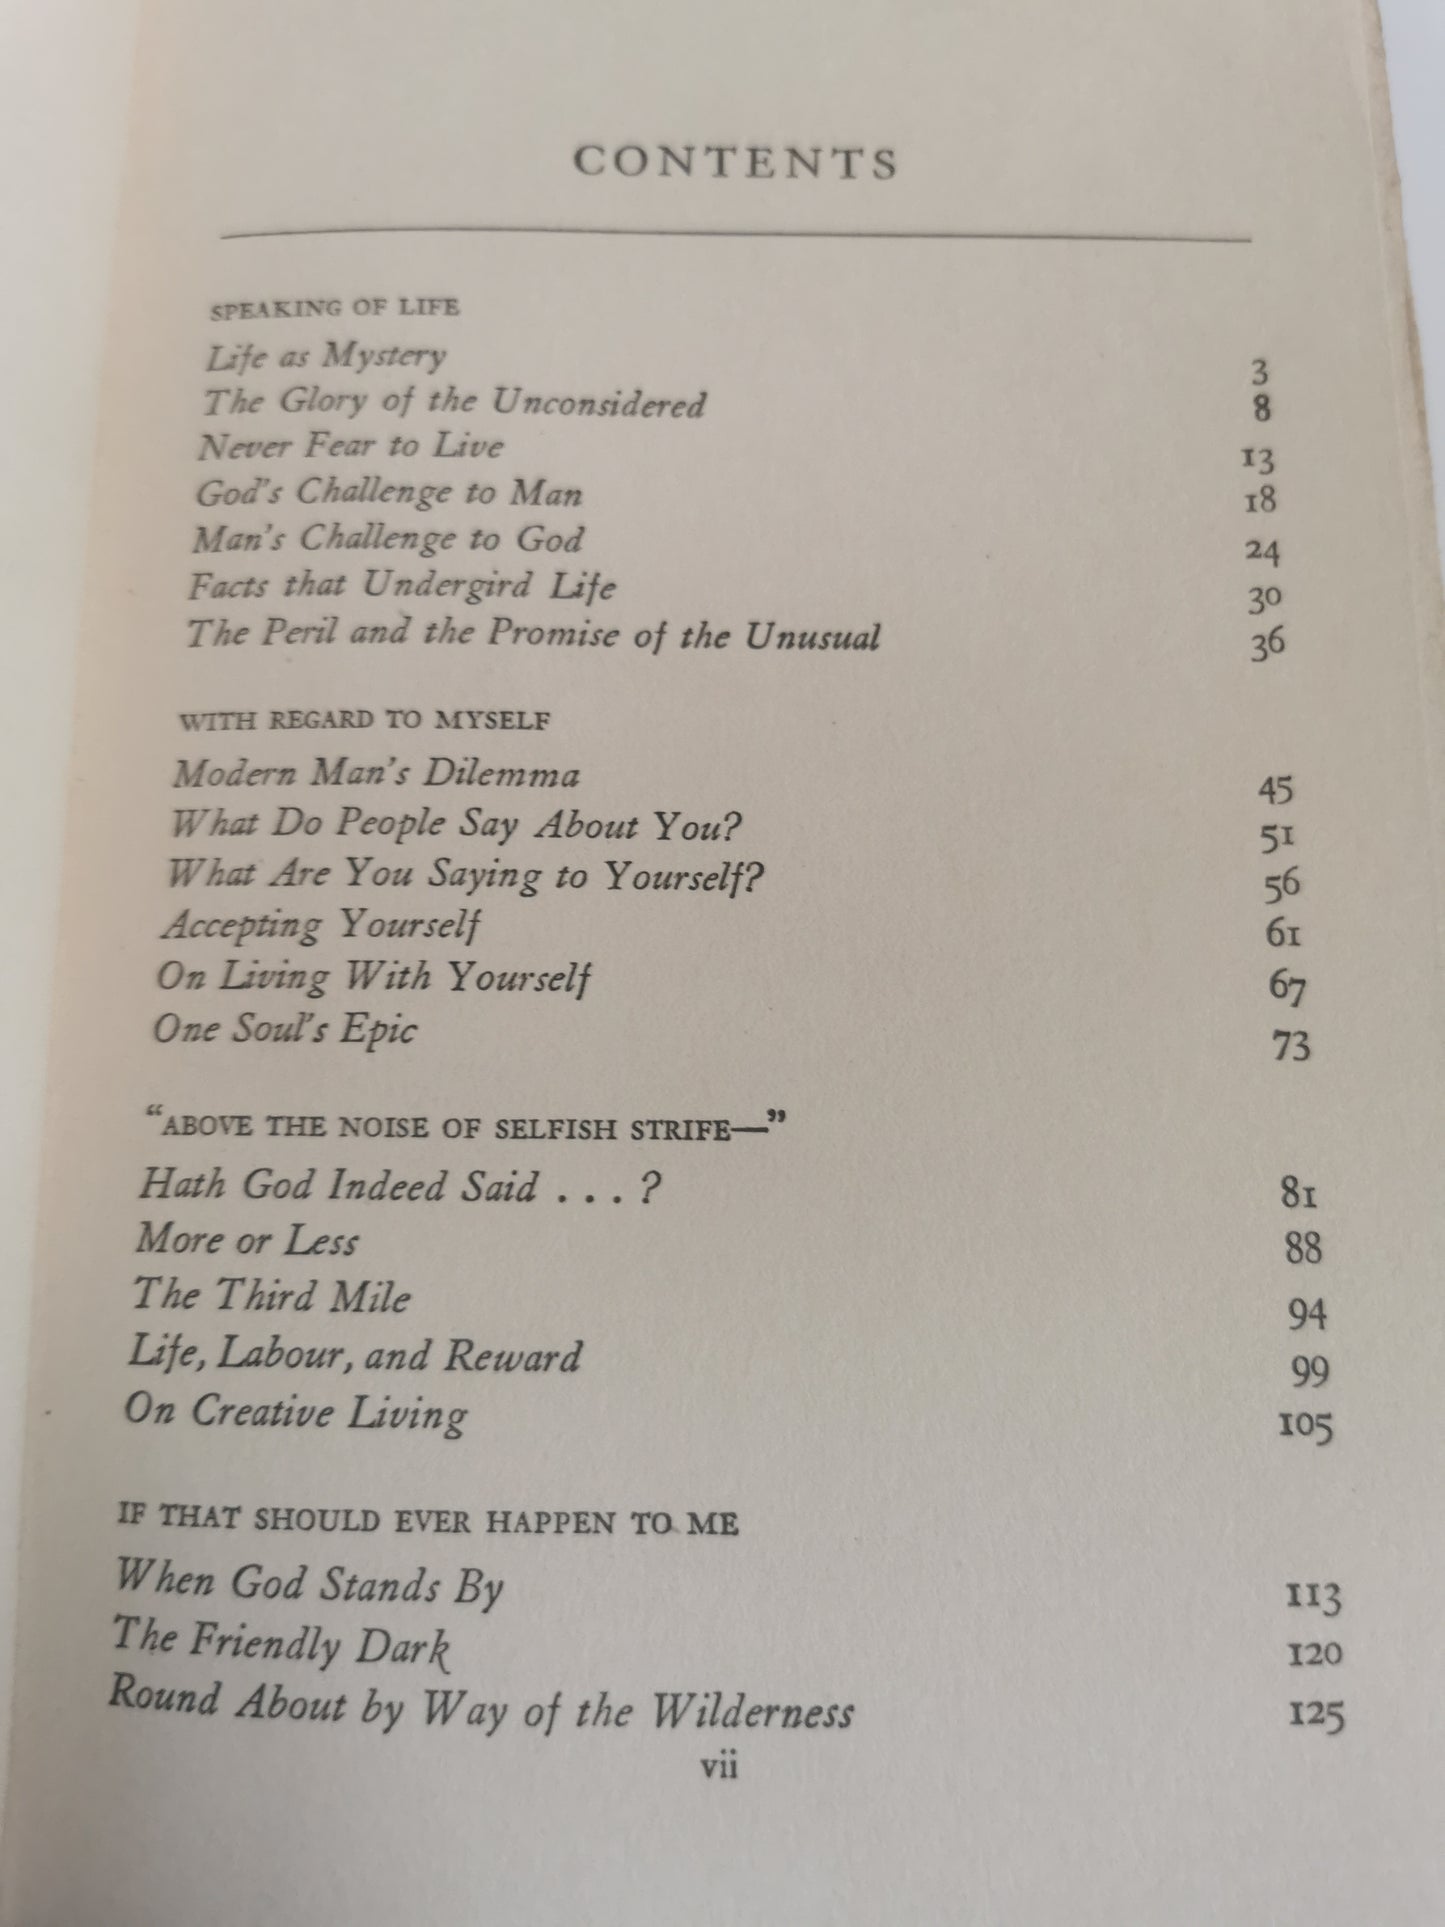 CONTENTS
SPEAKING OF LIFE
Life as Mystery 3
The Glory of the Unconsidered 8
Never Fear to Live 13
God's Challenge to Man 18
Man's Challenge to God 24
Facts that Undergird Life 30
The Peril and the Promise of the Unusual 36
WITH REGARD TO MYSELF
Modern Man's Dilemma 45
What Do People Say About You? 51
What Are You Saying to Yourself? 56
Accepting Yourself 61
On Living With Yourself 67
One Soul's Epic 73
“ABOVE THE NOISE OF SELFISH STRIFE—”
Hath God Indeed Said . . . ? 81
More or Less 88
The Third Mile 94
Life, Labour, and Reward 99
On Creative Living 105
IF THAT SHOULD EVER HAPPEN TO ME
When God Stands By 113
The Friendly Dark 120
Round About by Way of the Wilderness 125
vii